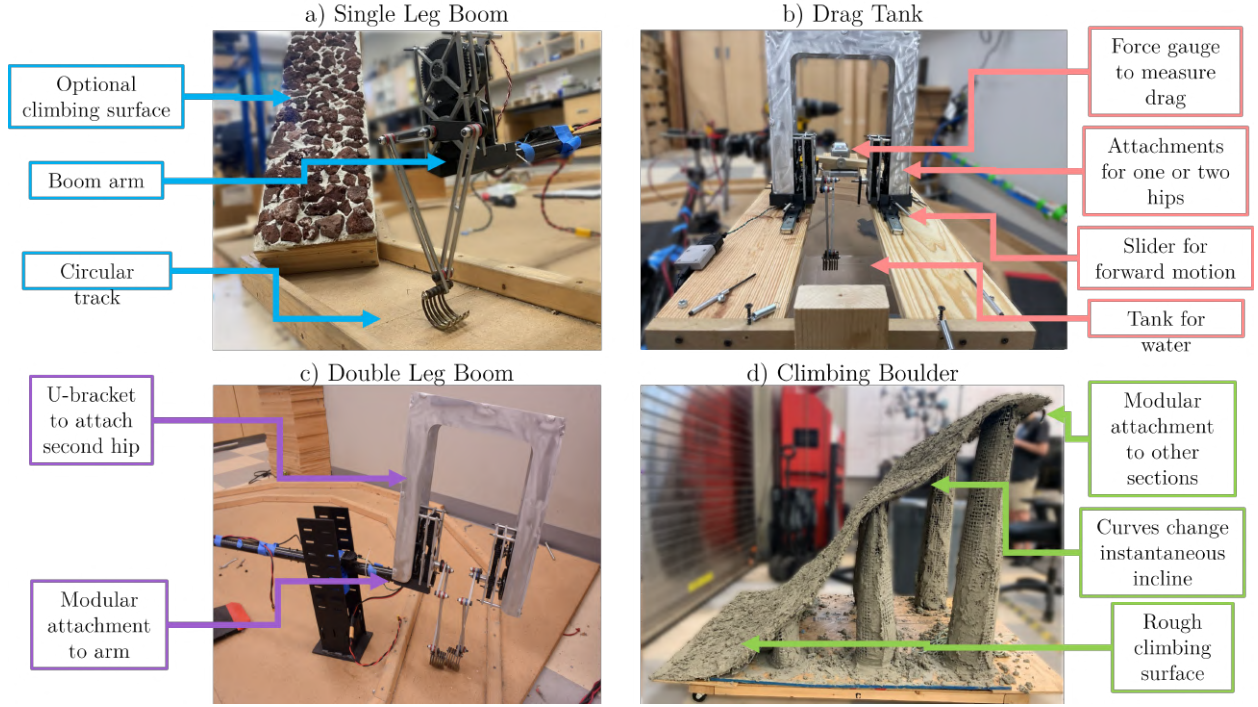 a) Single Leg Boom
Optional
climbing surface
Boom arm
Circular
track
b) Drag Tank
Force gauge
to measure
drag
Attachments
for one or two
hips
Slider for
forward motion
Tank for
water
c) Double Leg Boom
U-bracket
to attach
second hip
Modular
attachment
to arm
d) Climbing Boulder
Modular
attachment
to other
sections
Curves change
instantaneous
incline
Rough
climbing
surface